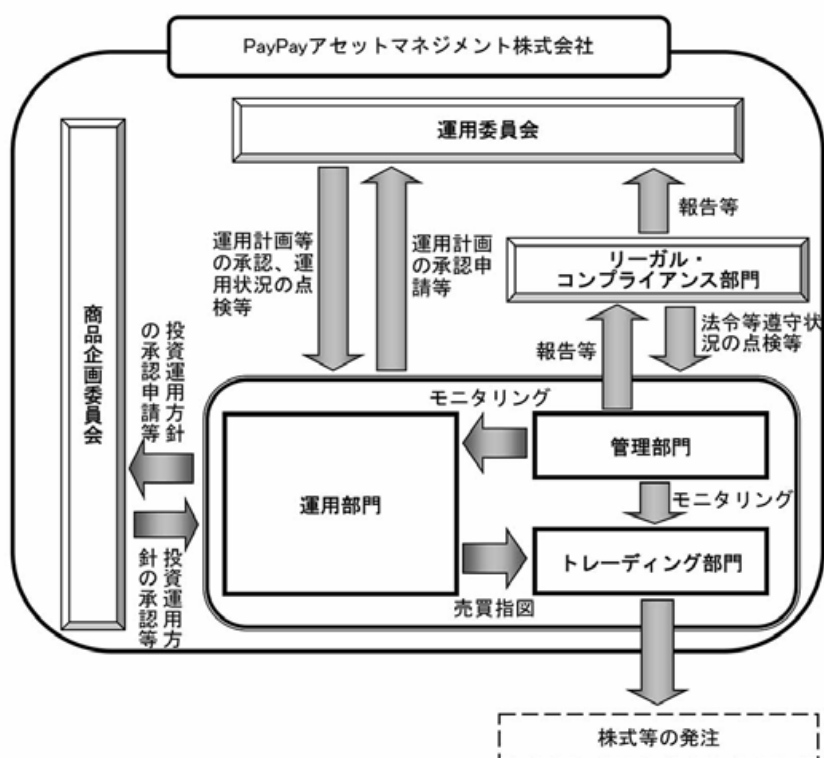 PayPayアセットマネジメント株式会社
運用委員会
運用計画等
の承認、運
用状況の点
検等
運用計画
の承認申
請等
報告等
リーガル・
コンプライアンス部門
報告等
法令等遵守状
況の点検等
商品企画委員会
投資運用方針
の承認申請等
投資運用方
針の承認等
モニタリング
運用部門
管理部門
モニタリング
トレーディング部門
売買指図
株式等の発注